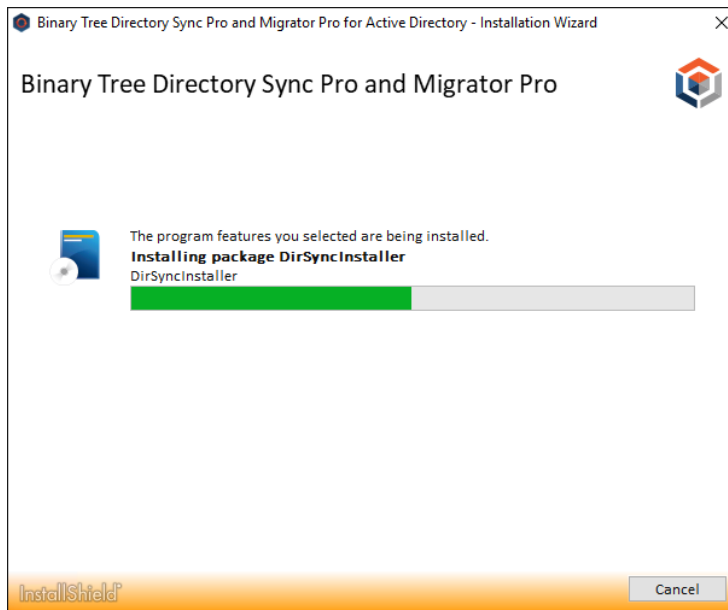 Binary Tree Directory Sync Pro and Migrator Pro for Active Directory - Installation Wizard
Binary Tree Directory Sync Pro and Migrator Pro
The program features you selected are being installed.
Installing package DirSyncInstaller
DirSyncInstaller
InstallShield
Cancel